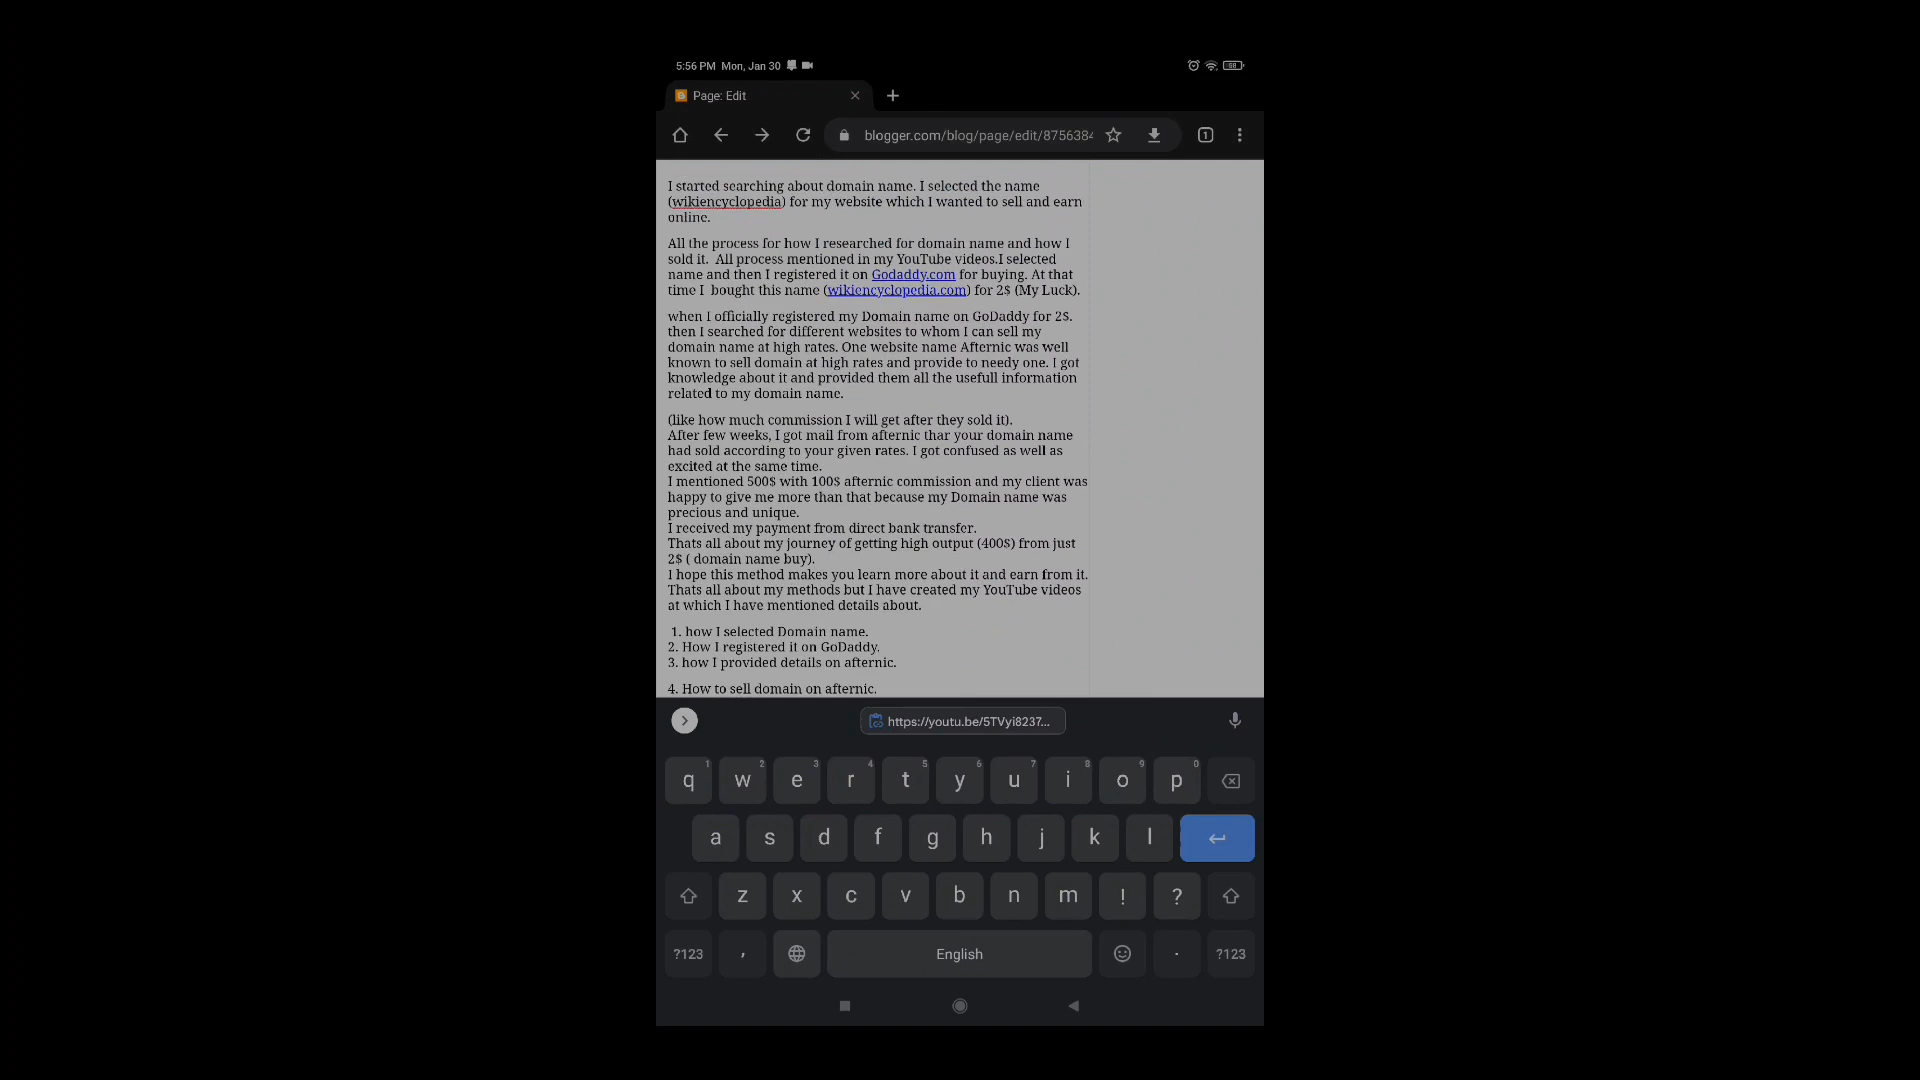 5:56 PM Mon, Jan 30
68
Page: Edit
blogger.com/blog/page/edit/8756384
1
I started searching about domain name. I selected the name
(wikiencyclopedia) for my website which I wanted to sell and earn
online.
All the process for how I researched for domain name and how I
sold it.  All process mentioned in my YouTube videos.I selected
name and then I registered it on Godaddy.com for buying. At that
time I  bought this name (wikiencyclopedia.com) for 2$ (My Luck).
when I officially registered my Domain name on GoDaddy for 2$.
then I searched for different websites to whom I can sell my
domain name at high rates. One website name Afternic was well
known to sell domain at high rates and provide to needy one. I got
knowledge about it and provided them all the usefull information
related to my domain name.
(like how much commission I will get after they sold it).
After few weeks, I got mail from afternic thar your domain name
had sold according to your given rates. I got confused as well as
excited at the same time.
I mentioned 500$ with 100$ afternic commission and my client was
happy to give me more than that because my Domain name was
precious and unique.
I received my payment from direct bank transfer.
Thats all about my journey of getting high output (400$) from just
2$ ( domain name buy).
I hope this method makes you learn more about it and earn from it.
Thats all about my methods but I have created my YouTube videos
at which I have mentioned details about.
1. how I selected Domain name.
2. How I registered it on GoDaddy.
3. how I provided details on afternic.
4. How to sell domain on afternic.
https://youtu.be/5TVyi8237...
q 1 w 2 e 3 r 4 t 5 y 6 u 7 i 8 o 9 p 0
a s d f g h j k l
z x c v b n m ! ?
?123 , English . ?123